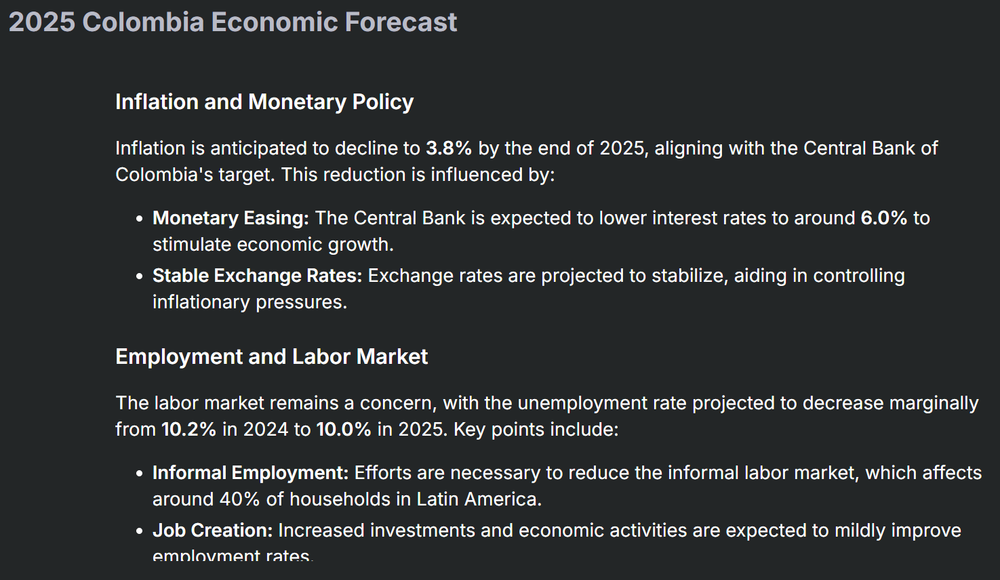 2025 Colombia Economic Forecast
Inflation and Monetary Policy
Inflation is anticipated to decline to 3.8% by the end of 2025, aligning with the Central Bank of
Colombia's target. This reduction is influenced by:
• Monetary Easing: The Central Bank is expected to lower interest rates to around 6.0% to
stimulate economic growth.
• Stable Exchange Rates: Exchange rates are projected to stabilize, aiding in controlling
inflationary pressures.
Employment and Labor Market
The labor market remains a concern, with the unemployment rate projected to decrease marginally
from 10.2% in 2024 to 10.0% in 2025. Key points include:
• Informal Employment: Efforts are necessary to reduce the informal labor market, which affects
around 40% of households in Latin America.
• Job Creation: Increased investments and economic activities are expected to mildly improve
employment rates.